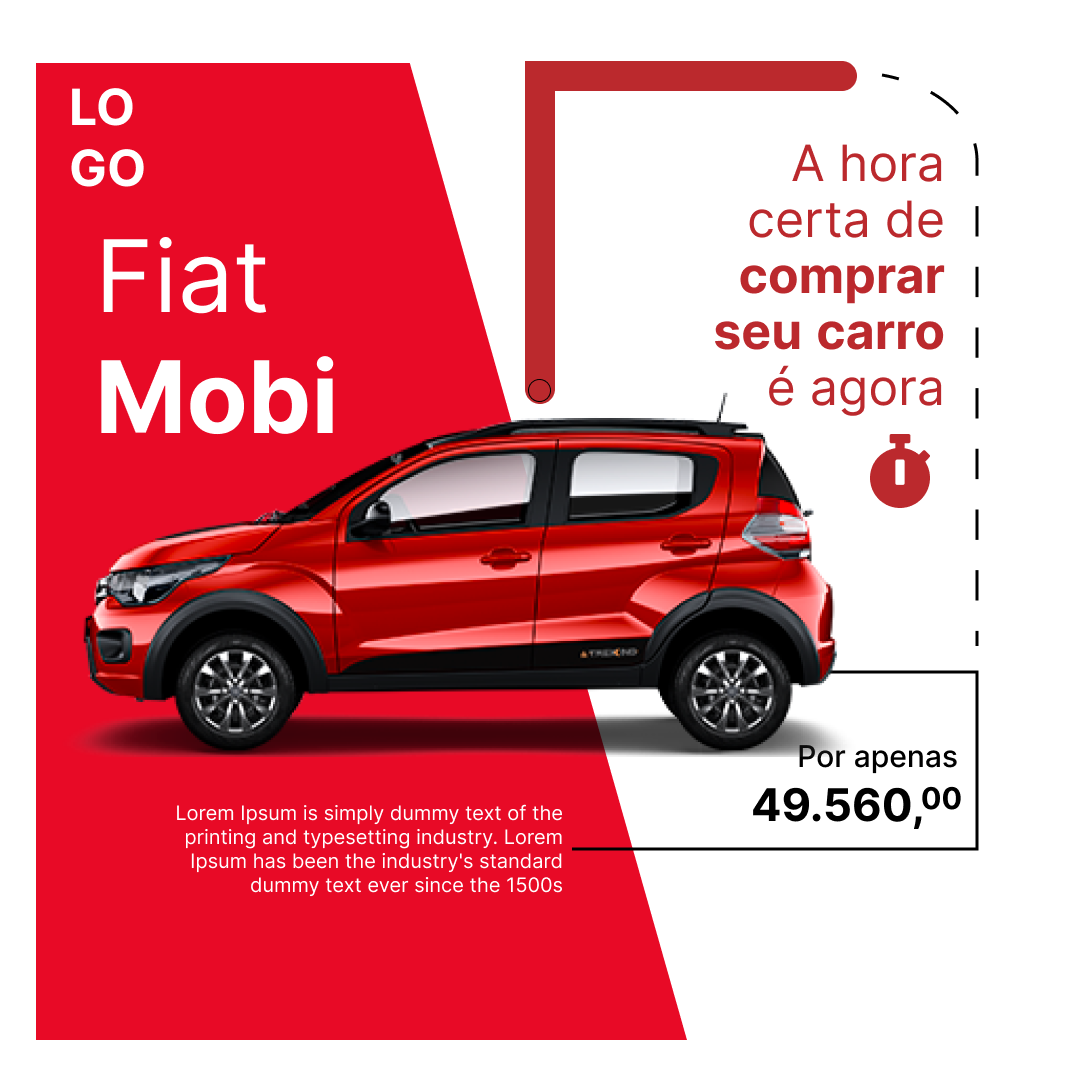 LO
GO
Fiat
Mobi
A hora
certa de
comprar
seu carro
é agora
TREKKING
Por apenas
49.560,00
Lorem Ipsum is simply dummy text of the
printing and typesetting industry. Lorem
Ipsum has been the industry's standard
dummy text ever since the 1500s